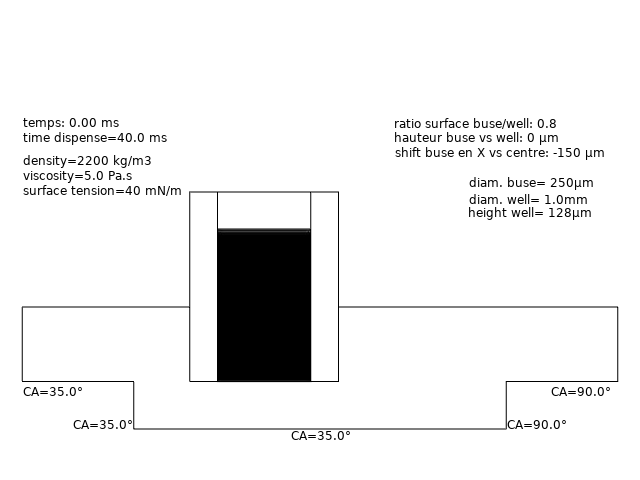 temps: 0.00 ms
time dispense=40.0 ms
density=2200 kg/m3
viscosity=5.0 Pa.s
surface tension=40 mN/m
ratio surface buse/well: 0.8
hauteur buse vs well: 0 µm
shift buse en X vs centre: -150 µm
diam. buse= 250µm
diam. well= 1.0mm
height well= 128µm
CA=35.0°
CA=90.0°
CA=35.0°
CA=90.0°
CA=35.0°